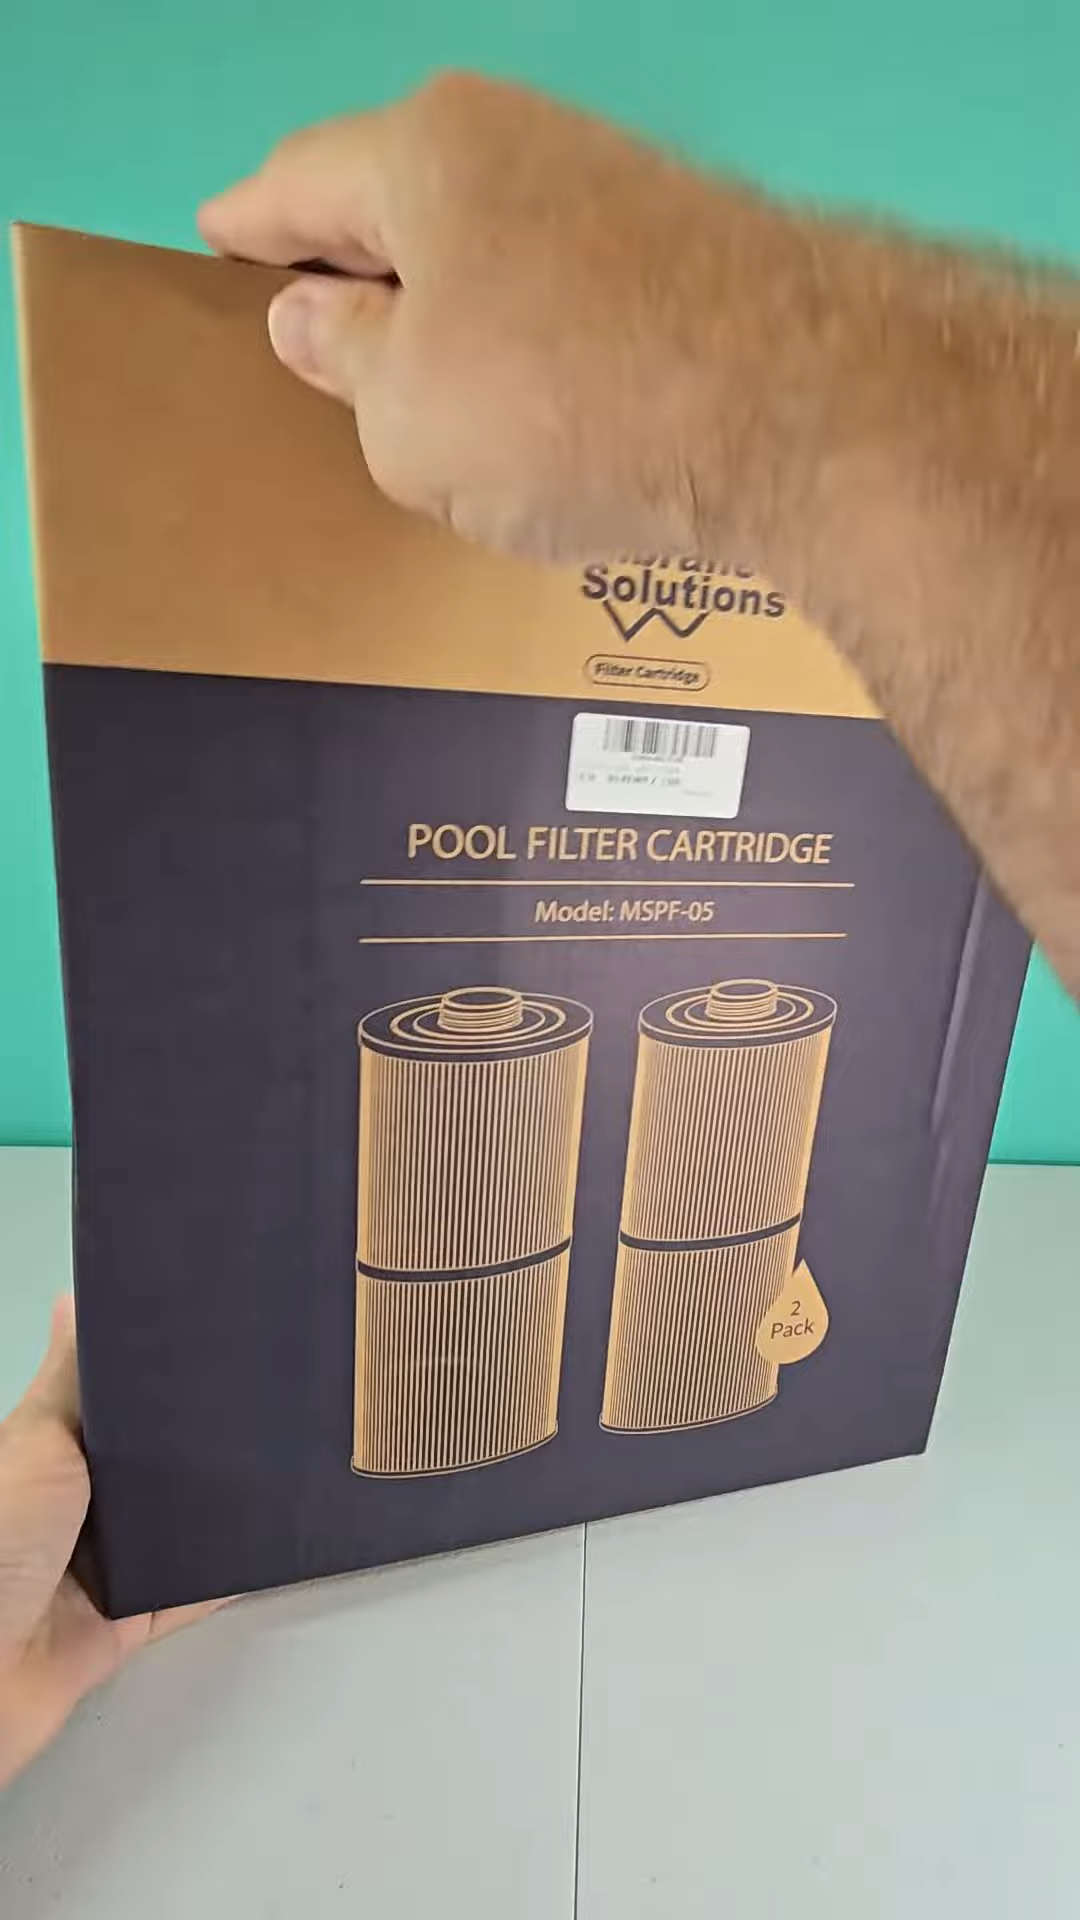 Solutions
Filter Cartridge
POOL FILTER CARTRIDGE
Model: MSPF-05
2
Pack